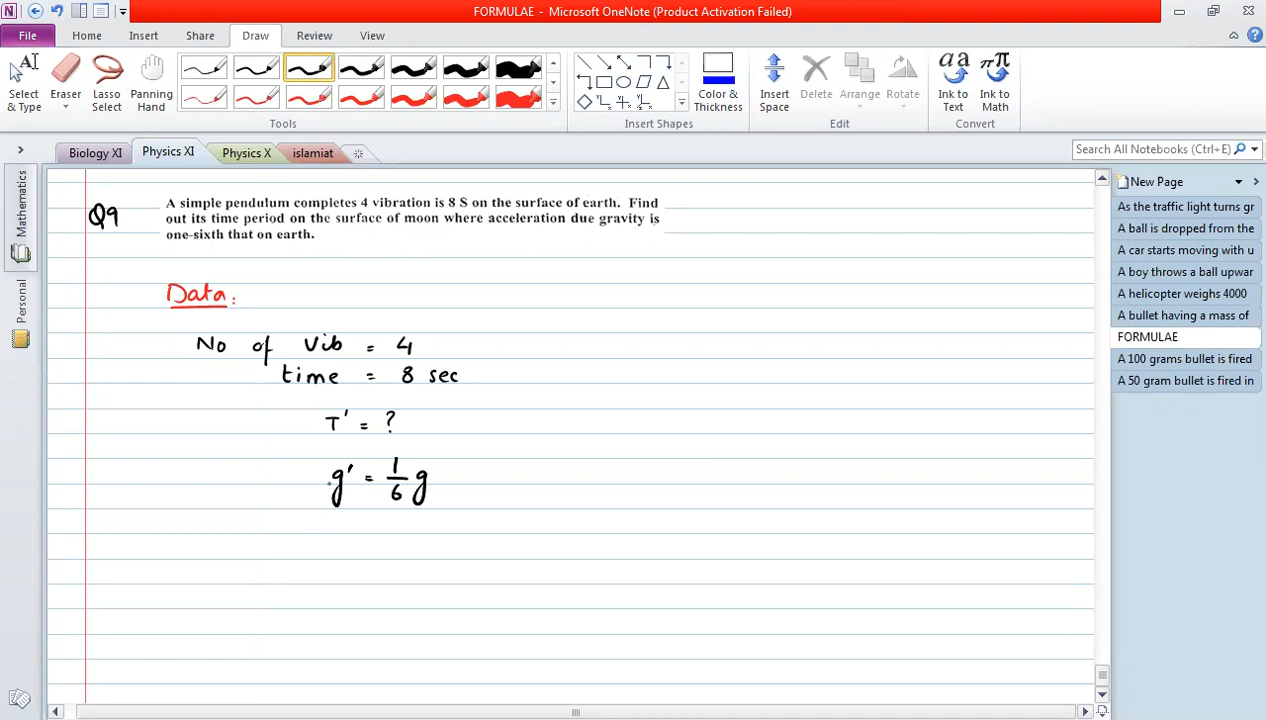 FORMULAE - Microsoft OneNote (Product Activation Failed)
File Home Insert Share Draw Review View
Select & Type
Eraser
Lasso Select
Panning Hand
Tools
Insert Shapes
Color & Thickness
Insert Space
Delete
Arrange
Rotate
Edit
Ink to Text
Ink to Math
Convert
Biology XI Physics XI Physics X islamiat
Search All Notebooks (Ctrl+E)
Mathematics
Personal
Q9
A simple pendulum completes 4 vibration is 8 S on the surface of earth. Find
out its time period on the surface of moon where acceleration due gravity is
one-sixth that on earth.
Data:
No of Vib = 4
time = 8 sec
T' = ?
g' = 1/6 g
New Page
As the traffic light turns gr
A ball is dropped from the
A car starts moving with u
A boy throws a ball upwar
A helicopter weighs 4000
A bullet having a mass of
FORMULAE
A 100 grams bullet is fired
A 50 gram bullet is fired in